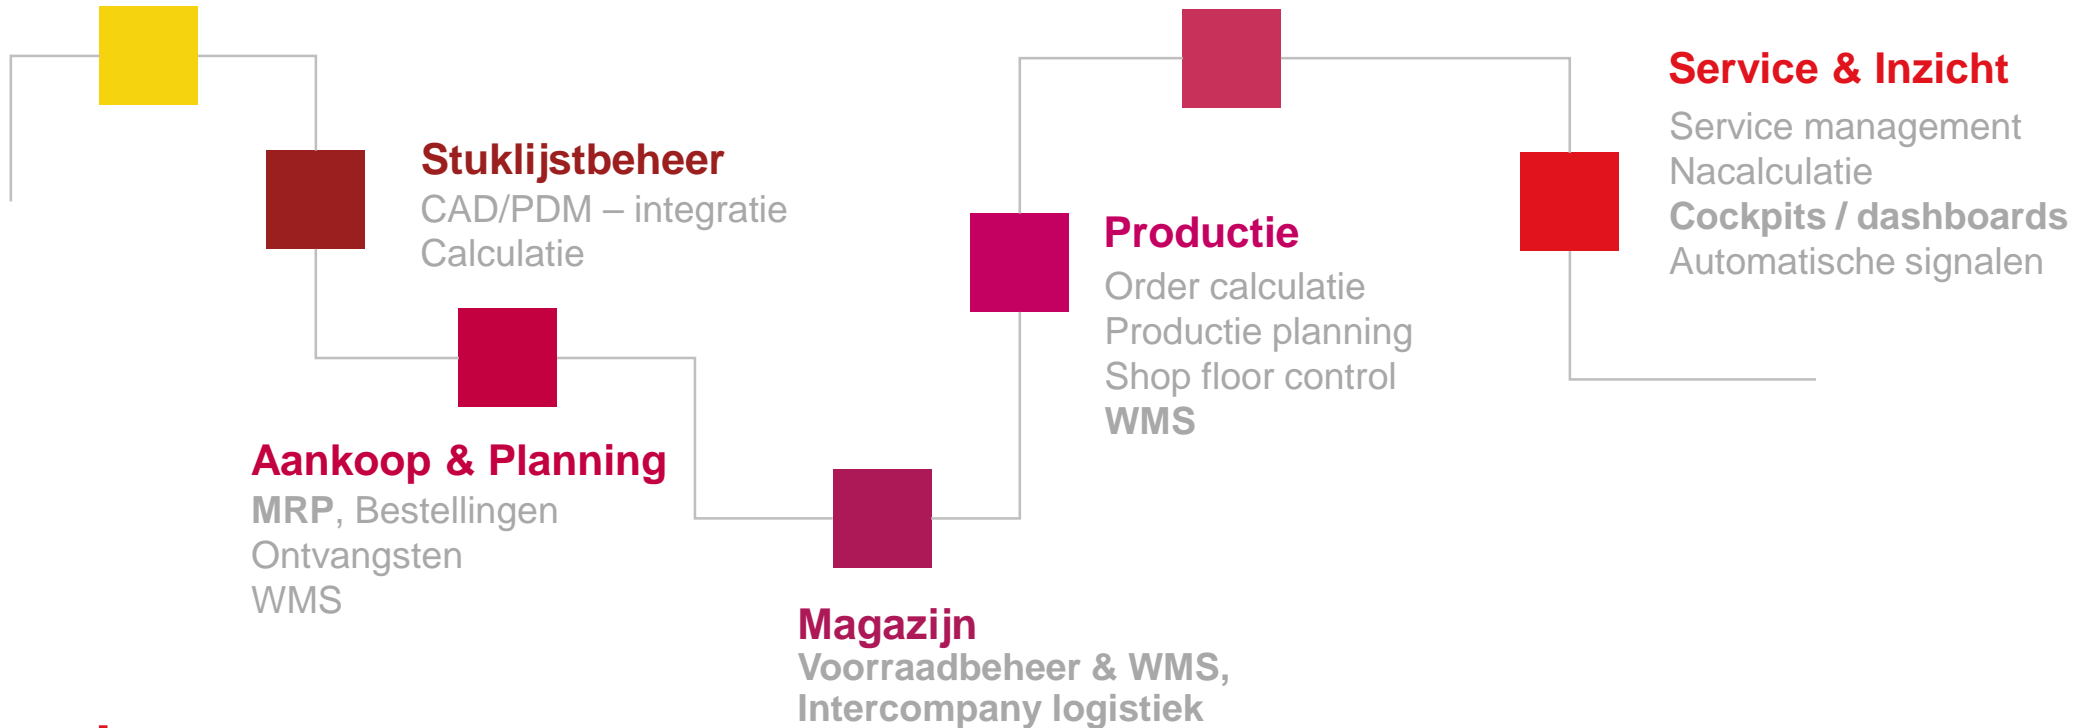 Stuklijstbeheer
CAD/PDM – integratie
Calculatie
Aankoop & Planning
MRP, Bestellingen
Ontvangsten
WMS
Magazijn
Voorraadbeheer & WMS,
Intercompany logistiek
Productie
Order calculatie
Productie planning
Shop floor control
WMS
Service & Inzicht
Service management
Nacalculatie
Cockpits / dashboards
Automatische signalen